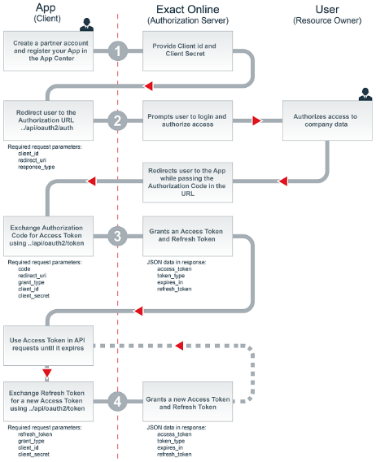 App
(Client)
Exact Online
(Authorization Server)
User
(Resource Owner)
Create a partner account
and register your App in
the App Center
1
Provide Client id and
Client Secret
Redirect user to the
Authorization URL
../api/oauth2/auth
2
Prompts user to login and
authorize access
Authorizes access to
company data
Required request parameters:
client_id
redirect_uri
response_type
Redirects user to the App
while passing the
Authorization Code in the
URL
Exchange Authorization
Code for Access Token
using ../api/oauth2/token
3
Grants an Access Token
and Refresh Token
Required request parameters:
code
redirect_uri
grant_type
client_id
client_secret
JSON data in response:
access_token
token_type
expires_in
refresh_token
Use Access Token in API
requests until it expires
Exchange Refresh Token
for a new Access Token
using ../api/oauth2/token
4
Grants a new Access Token
and Refresh Token
Required request parameters:
refresh_token
grant_type
client_id
client_secret
JSON data in response:
access_token
token_type
expires_in
refresh_token